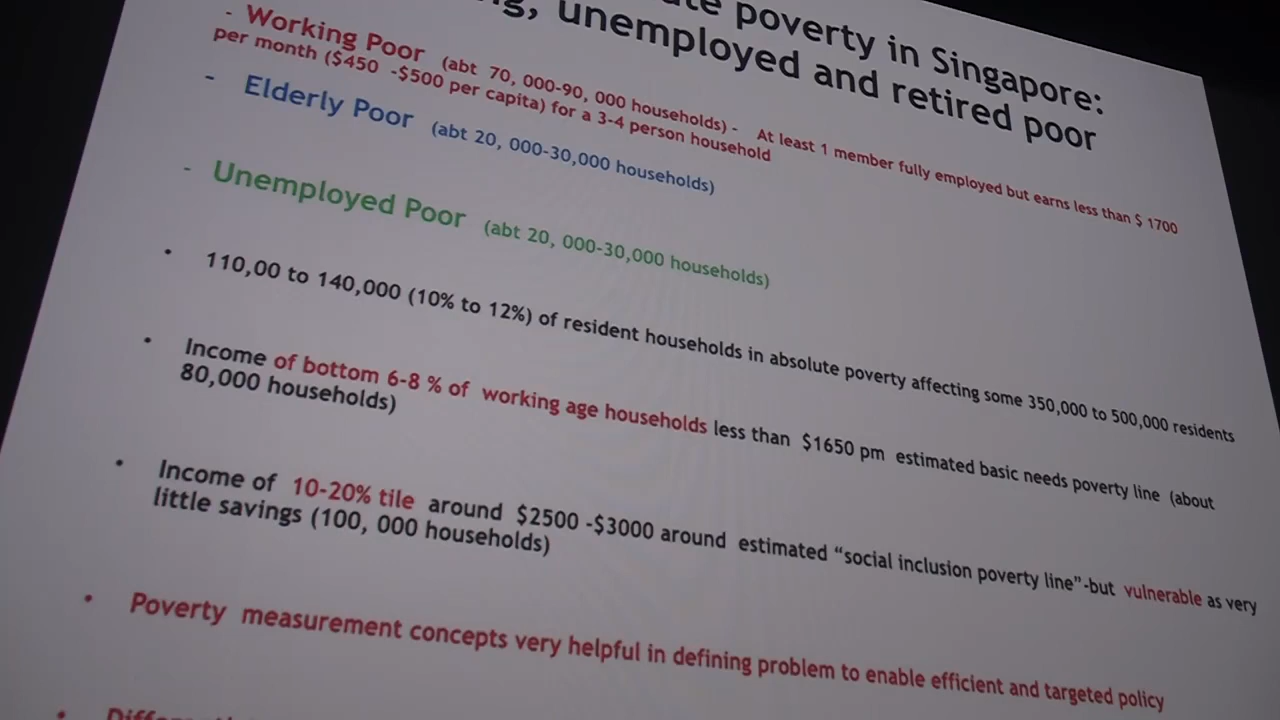 poverty in Singapore:
unemployed and retired poor
- Working Poor (abt 70, 000-90, 000 households) - At least 1 member fully employed but earns less than $ 1700
per month ($450 -$500 per capita) for a 3-4 person household
- Elderly Poor (abt 20, 000-30,000 households)
- Unemployed Poor (abt 20, 000-30,000 households)
• 110,00 to 140,000 (10% to 12%) of resident households in absolute poverty affecting some 350,000 to 500,000 residents
• Income of bottom 6-8 % of working age households less than $1650 pm estimated basic needs poverty line (about
80,000 households)
• Income of 10-20% tile around $2500 -$3000 around estimated “social inclusion poverty line”-but vulnerable as very
little savings (100, 000 households)
• Poverty measurement concepts very helpful in defining problem to enable efficient and targeted policy